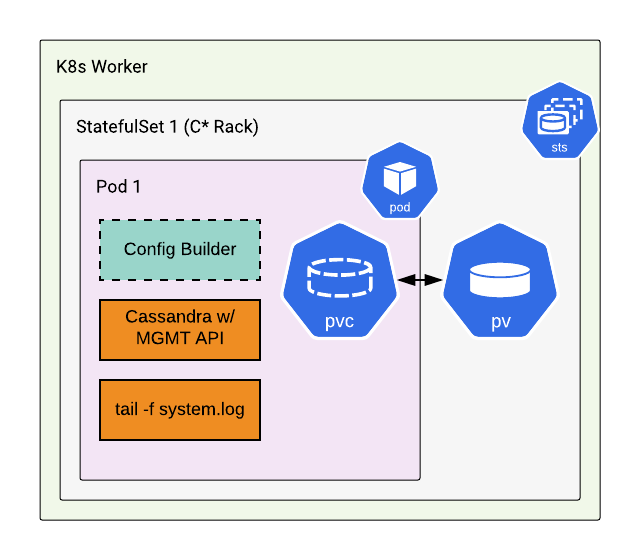 K8s Worker
StatefulSet 1 (C* Rack)
sts
Pod 1
pod
Config Builder
Cassandra w/
MGMT API
pvc
pv
tail -f system.log